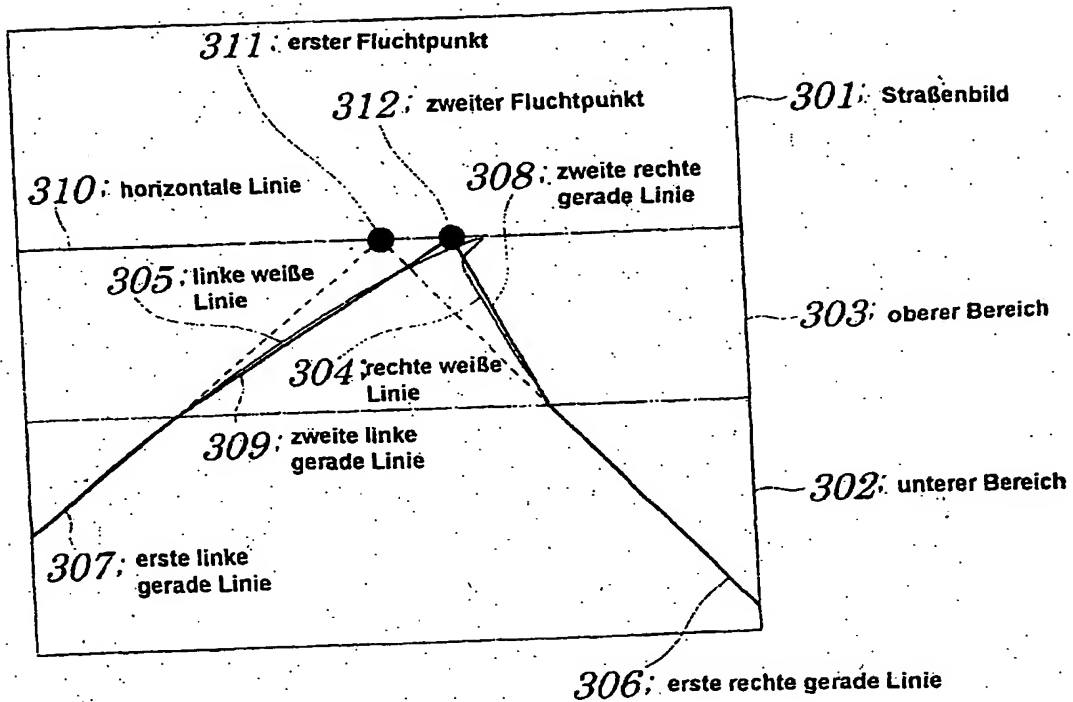 311; erster Fluchtpunkt
312; zweiter Fluchtpunkt
301; Straßenbild
310; horizontale Linie
308; zweite rechte
gerade Linie
305; linke weiße
Linie
303; oberer Bereich
304; rechte weiße
Linie
309; zweite linke
gerade Linie
302; unterer Bereich
307; erste linke
gerade Linie
306; erste rechte gerade Linie